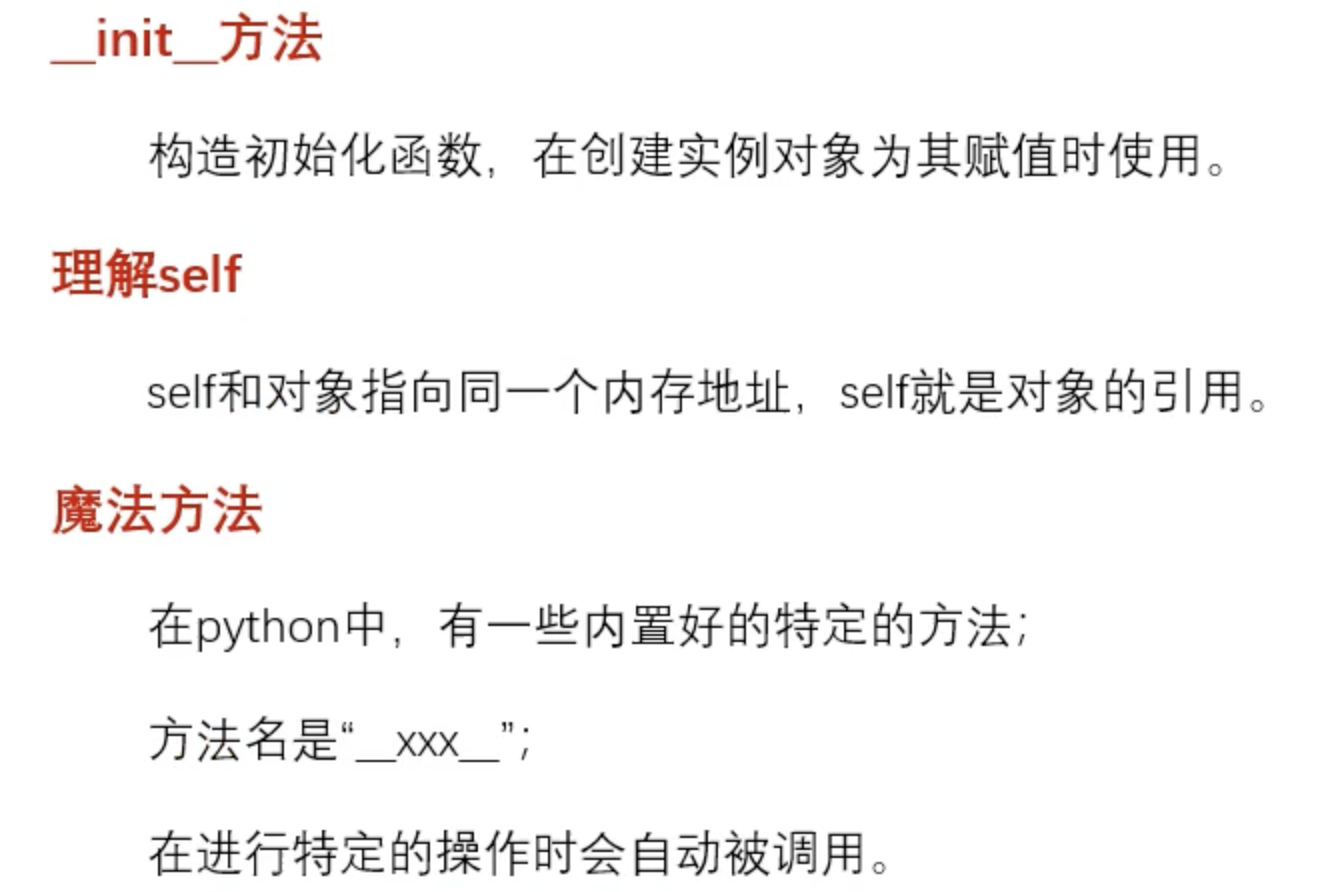 __init__方法
构造初始化函数，在创建实例对象为其赋值时使用。
理解self
self和对象指向同一个内存地址，self就是对象的引用。
魔法方法
在python中，有一些内置好的特定的方法；
方法名是“__xxx__”；
在进行特定的操作时会自动被调用。